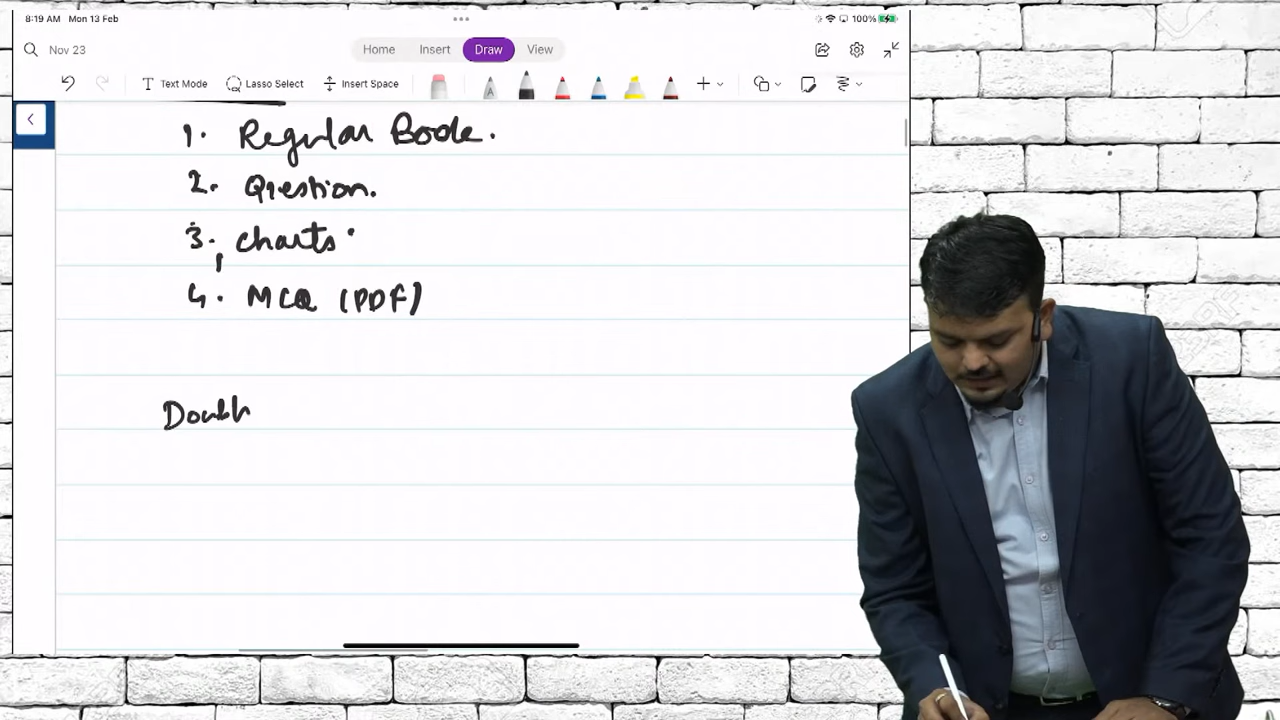 8:19 AM Mon 13 Feb
100%
Nov 23
Home Insert Draw View
Text Mode Lasso Select Insert Space
1. Regular Book.
2. Question.
3. Charts
4. MCQ (PDF)
Doubt